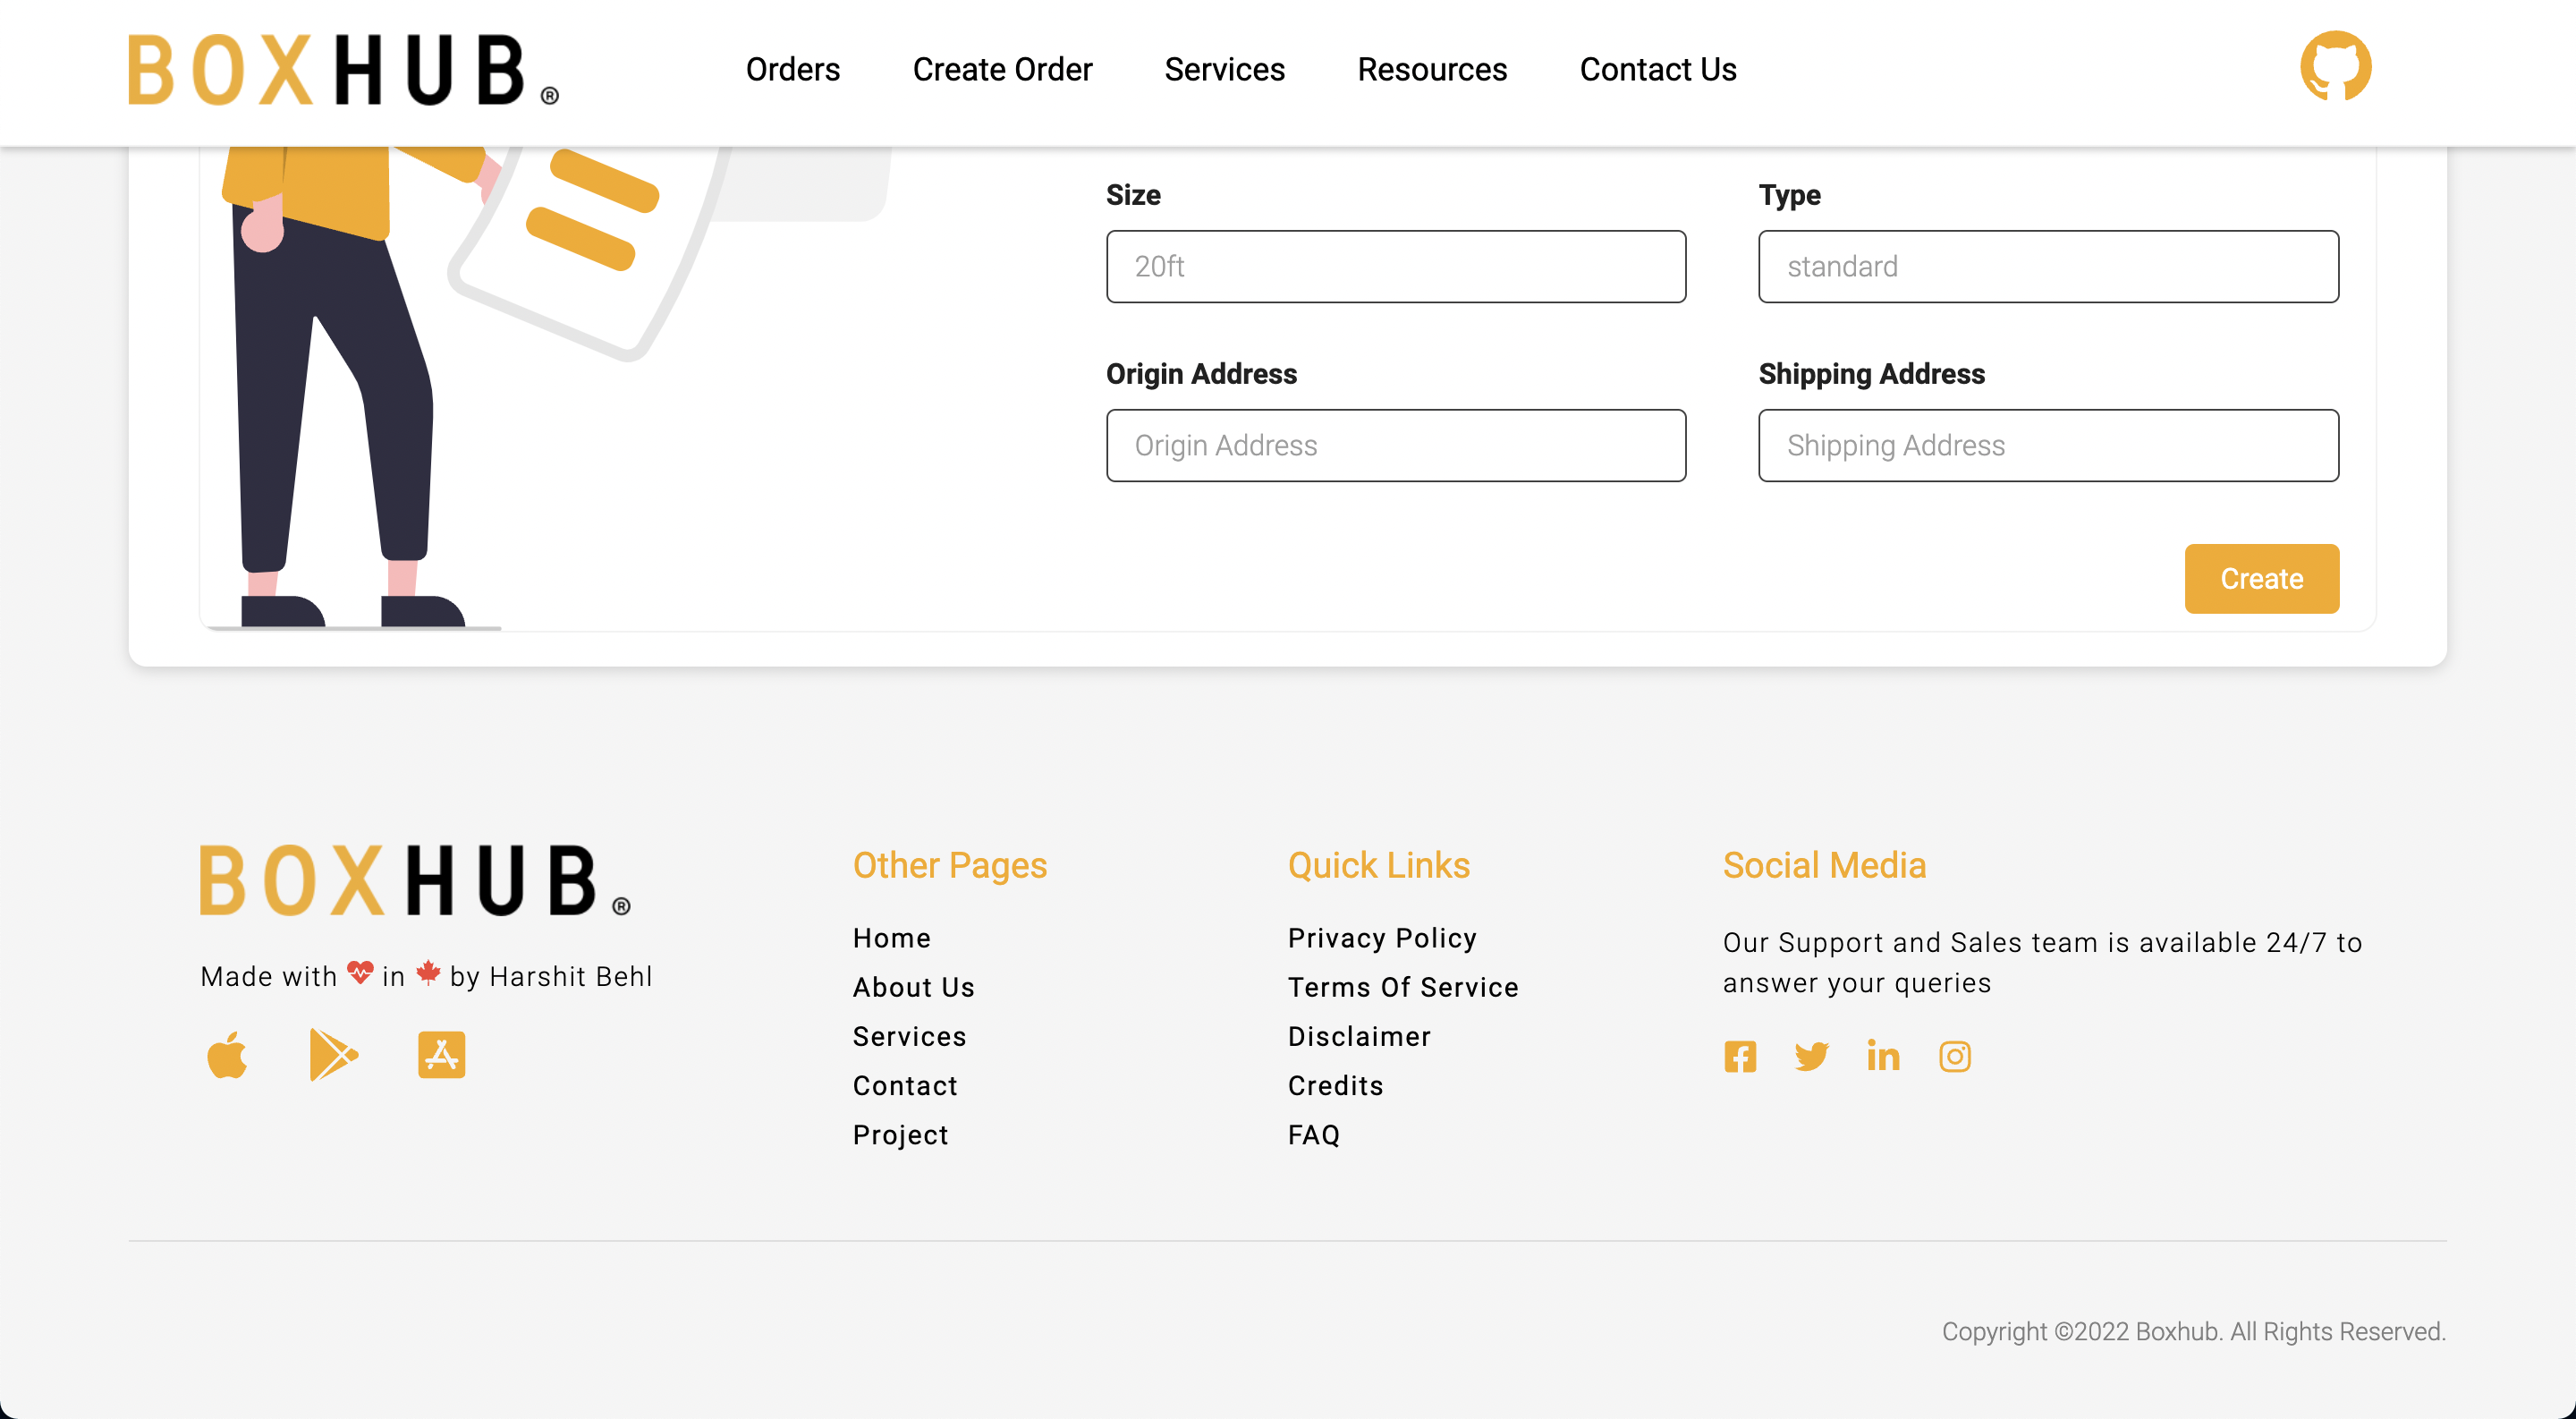 BOXHUB®
Orders Create Order Services Resources Contact Us
Size Type
20ft standard
Origin Address Shipping Address
Origin Address Shipping Address
Create
BOXHUB®
Made with in by Harshit Behl
Other Pages
Home
About Us
Services
Contact
Project
Quick Links
Privacy Policy
Terms Of Service
Disclaimer
Credits
FAQ
Social Media
Our Support and Sales team is available 24/7 to
answer your queries
Copyright ©2022 Boxhub. All Rights Reserved.